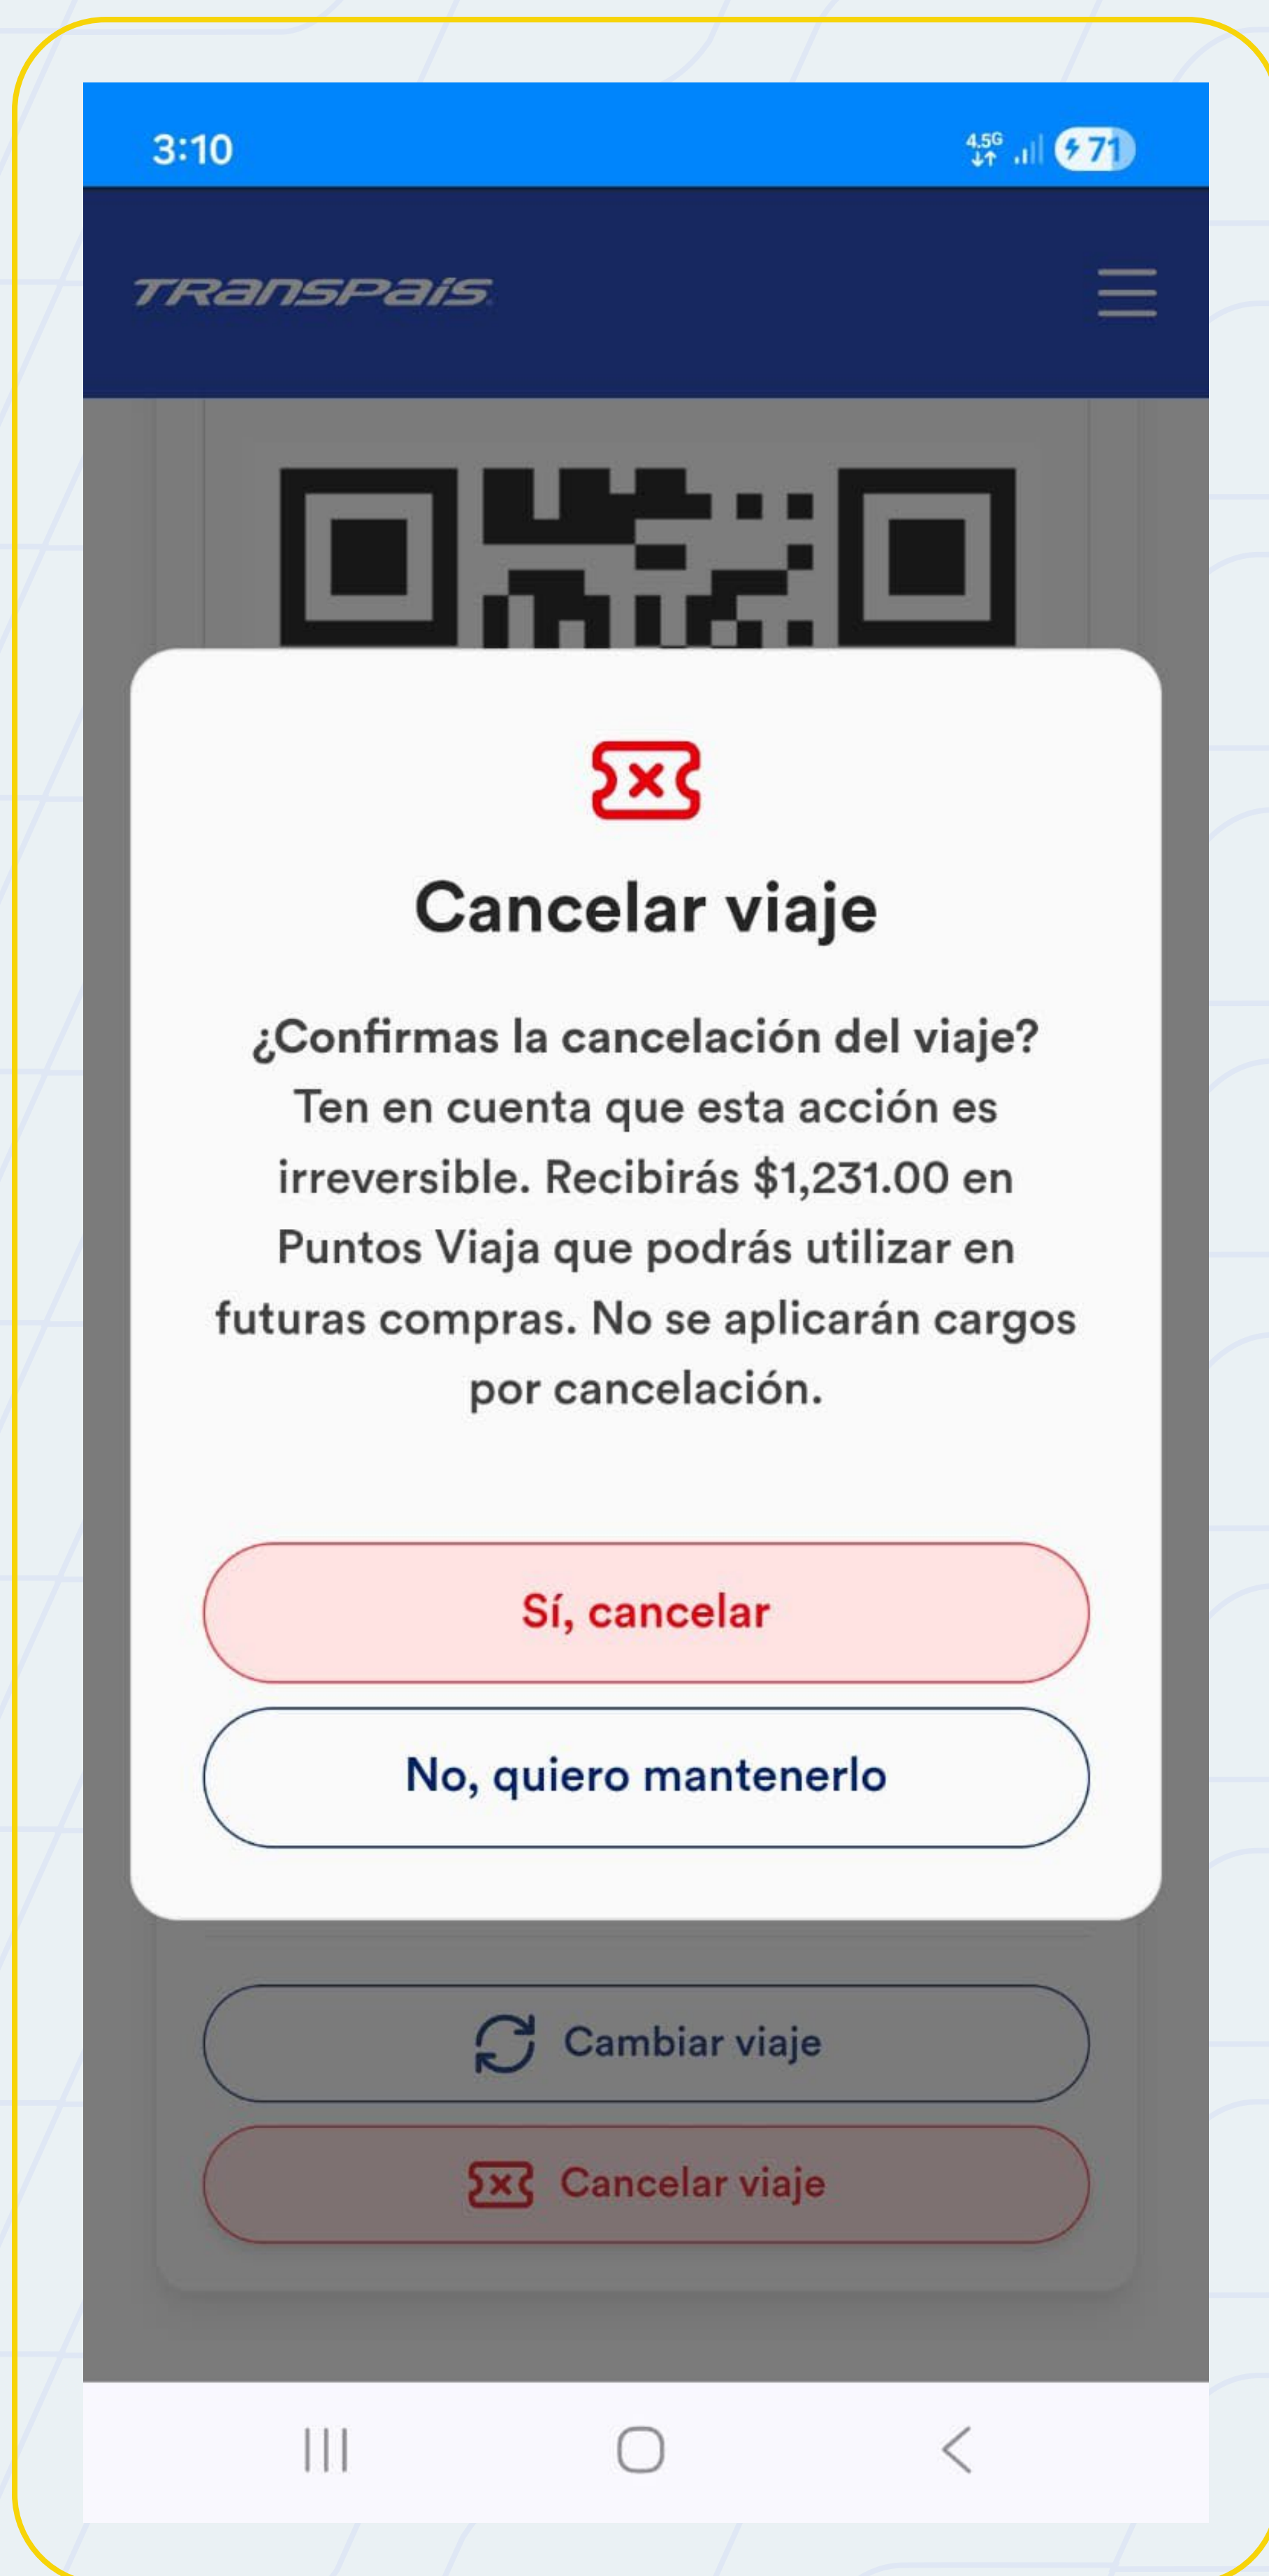 3:10
4.5G
71
TRANSPAÍS
Cancelar viaje
¿Confirmas la cancelación del viaje?
Ten en cuenta que esta acción es
irreversible. Recibirás $1,231.00 en
Puntos Viaja que podrás utilizar en
futuras compras. No se aplicarán cargos
por cancelación.
Sí, cancelar
No, quiero mantenerlo
Cambiar viaje
Cancelar viaje